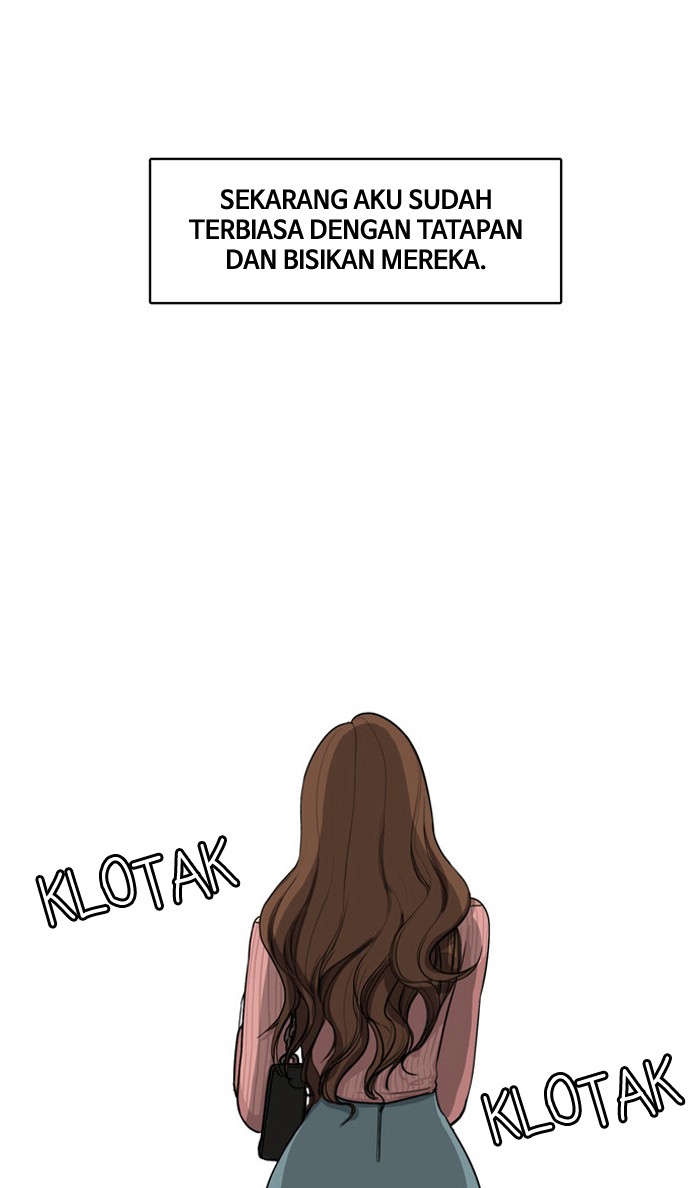 SEKARANG AKU SUDAH
TERBIASA DENGAN TATAPAN
DAN BISIKAN MEREKA.
KLOTAK
KLOTAK